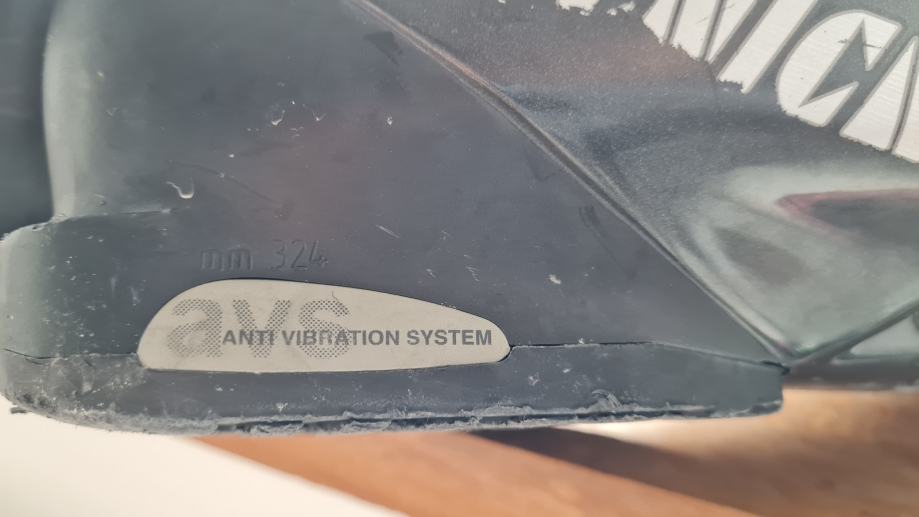 mm 324
avs
ANTI VIBRATION SYSTEM